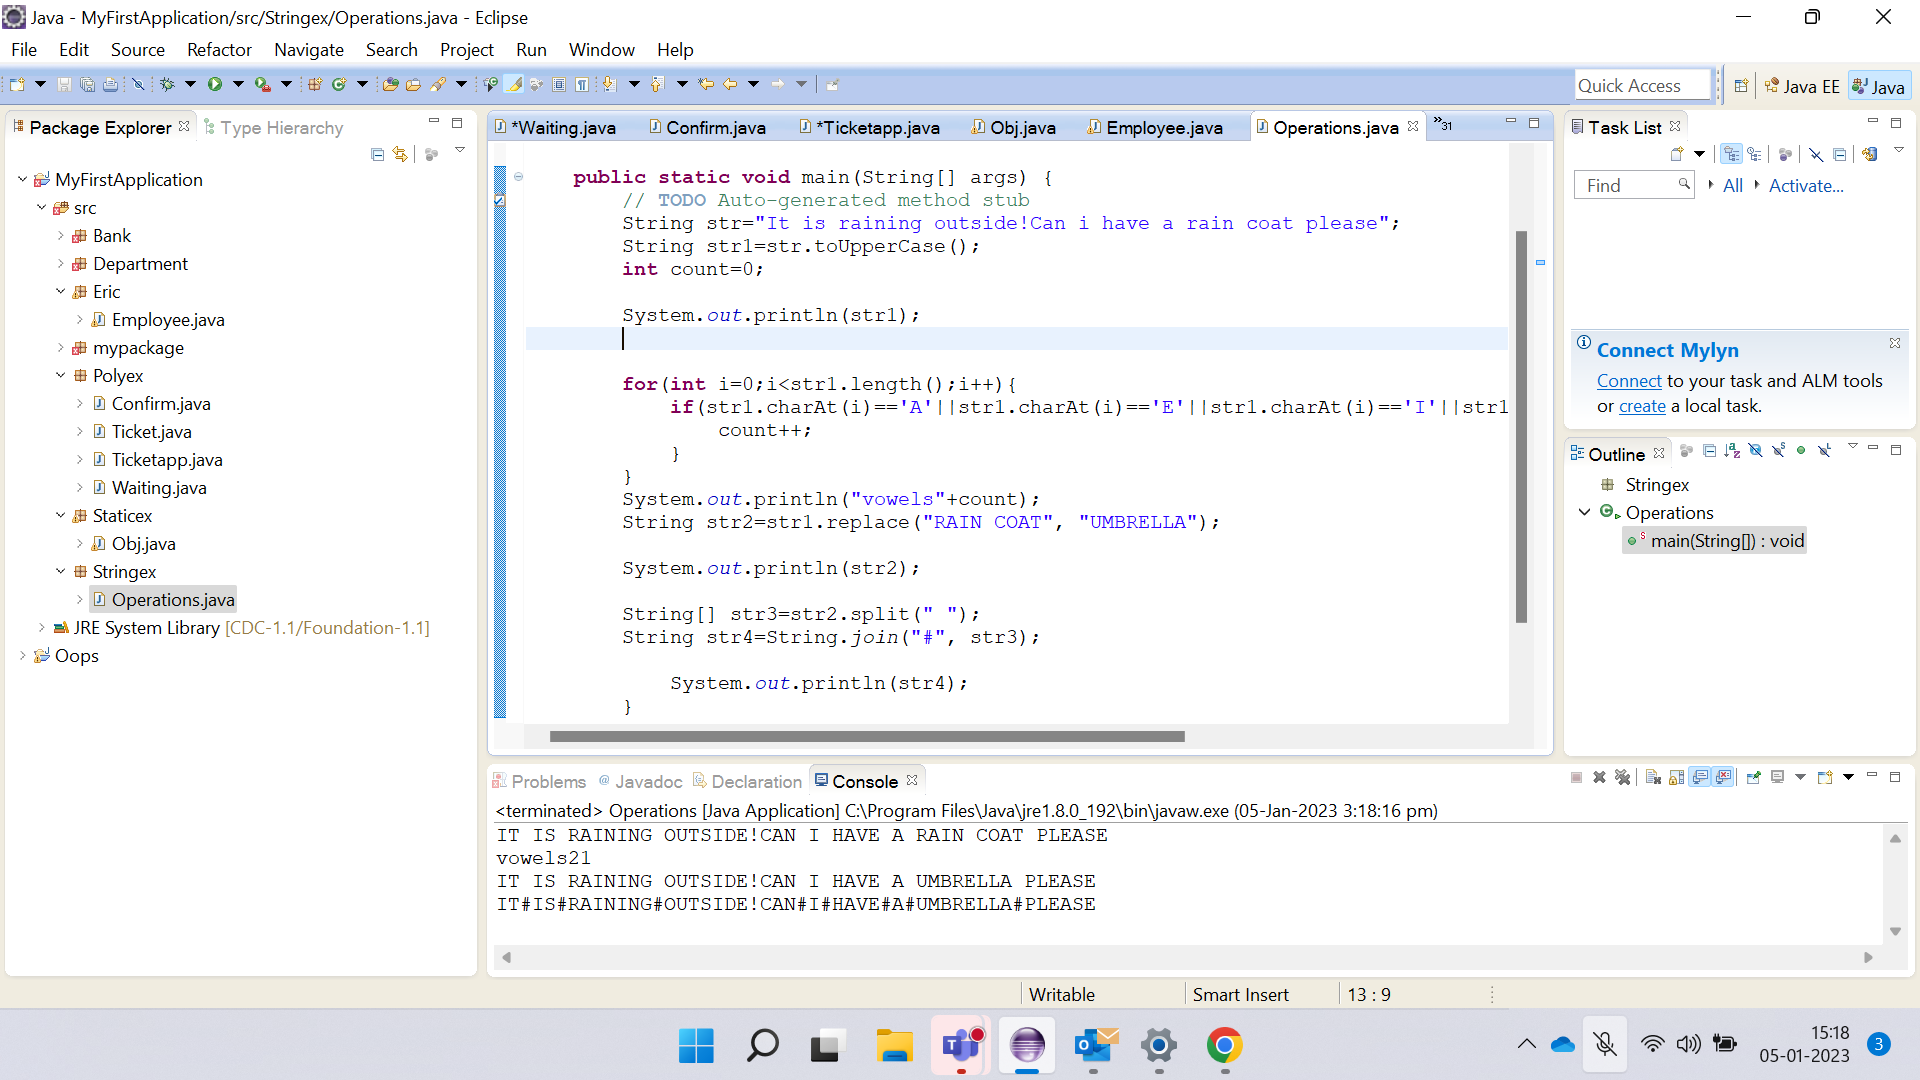 Java - MyFirstApplication/src/Stringex/Operations.java - Eclipse
File Edit Source Refactor Navigate Search Project Run Window Help
Quick Access
Java EE
Java
Package Explorer
Type Hierarchy
MyFirstApplication
src
Bank
Department
Eric
Employee.java
mypackage
Polyex
Confirm.java
Ticket.java
Ticketapp.java
Waiting.java
Staticex
Obj.java
Stringex
Operations.java
JRE System Library [CDC-1.1/Foundation-1.1]
Oops
*Waiting.java Confirm.java *Ticketapp.java Obj.java Employee.java Operations.java »31
public static void main(String[] args) {
// TODO Auto-generated method stub
String str="It is raining outside!Can i have a rain coat please";
String str1=str.toUpperCase();
int count=0;
System.out.println(str1);
for(int i=0;i<str1.length();i++){
if(str1.charAt(i)=='A'||str1.charAt(i)=='E'||str1.charAt(i)=='I'||str1
count++;
}
}
System.out.println("vowels"+count);
String str2=str1.replace("RAIN COAT", "UMBRELLA");
System.out.println(str2);
String[] str3=str2.split(" ");
String str4=String.join("#", str3);
System.out.println(str4);
}
Task List
Find
All
Activate...
Connect Mylyn
Connect to your task and ALM tools
or create a local task.
Outline
Stringex
Operations
main(String[]) : void
Problems @ Javadoc Declaration Console
<terminated> Operations [Java Application] C:\Program Files\Java\jre1.8.0_192\bin\javaw.exe (05-Jan-2023 3:18:16 pm)
IT IS RAINING OUTSIDE!CAN I HAVE A RAIN COAT PLEASE
vowels21
IT IS RAINING OUTSIDE!CAN I HAVE A UMBRELLA PLEASE
IT#IS#RAINING#OUTSIDE!CAN#I#HAVE#A#UMBRELLA#PLEASE
Writable
Smart Insert
13 : 9
15:18
05-01-2023
3